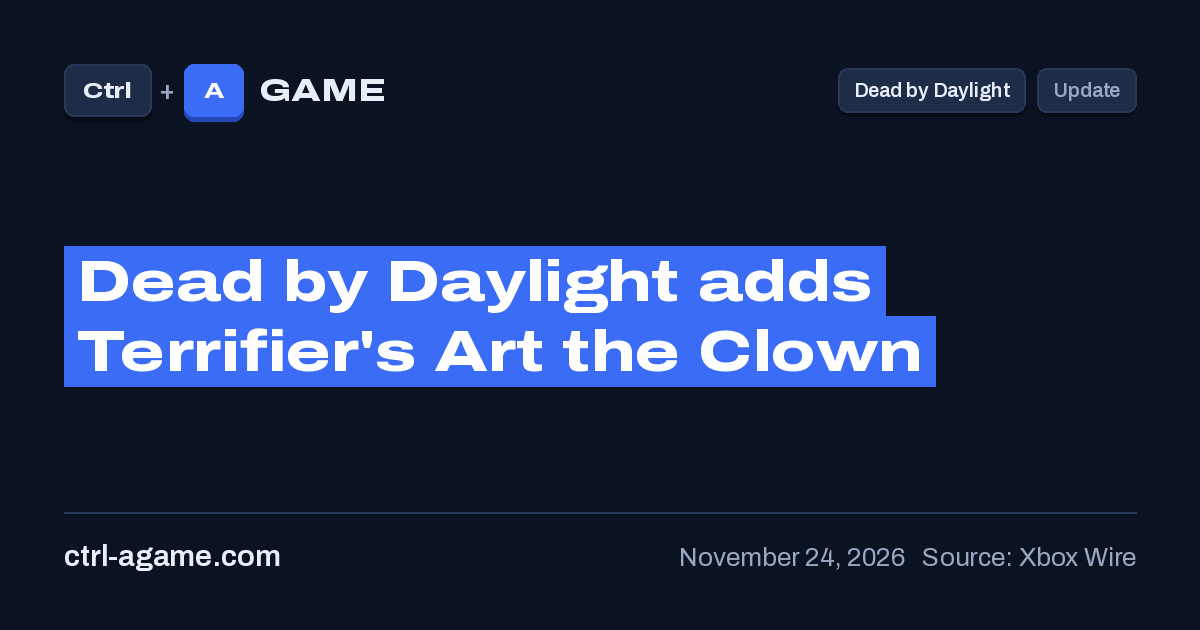 Ctrl + A GAME
Dead by Daylight Update
Dead by Daylight adds
Terrifier's Art the Clown
ctrl-agame.com
November 24, 2026 Source: Xbox Wire